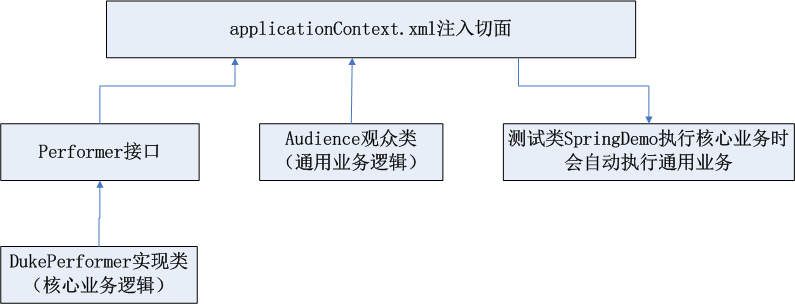 applicationContext.xml注入切面
Performer接口
Audience观众类
（通用业务逻辑）
测试类SpringDemo执行核心业务时
会自动执行通用业务
DukePerformer实现类
（核心业务逻辑）